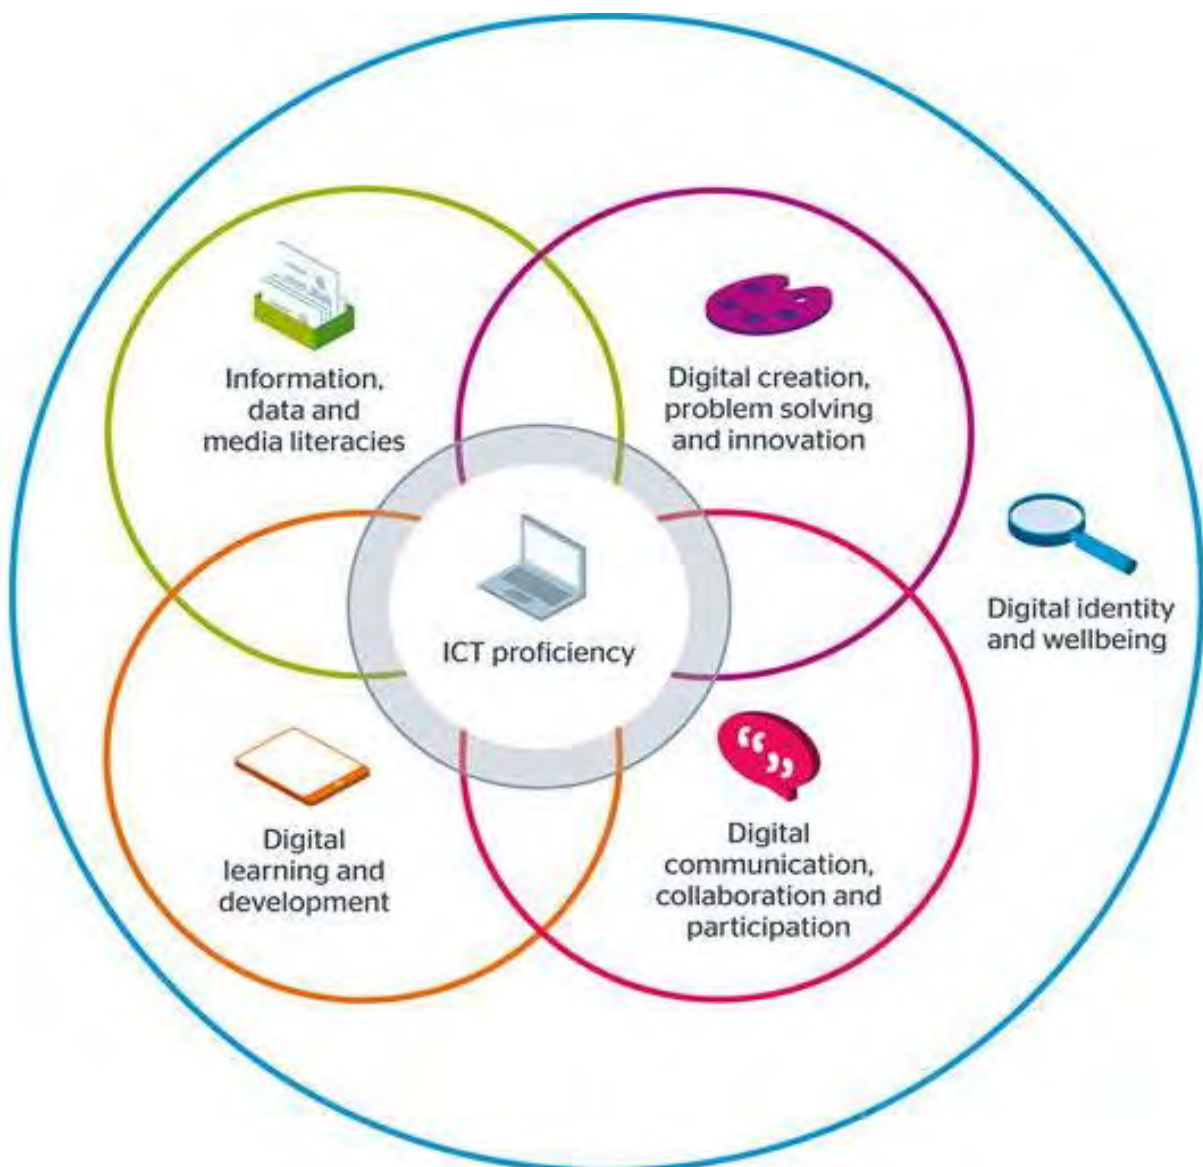 Information,
data and
media literacies
Digital creation,
problem solving
and innovation
ICT proficiency
Digital identity
and wellbeing
Digital
learning and
development
Digital
communication,
collaboration and
participation